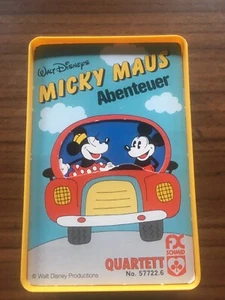 Walt Disney's
MICKY MAUS
Abenteuer
FX
SCHMID
QUARTETT
No. 57722.6
© Walt Disney Productions